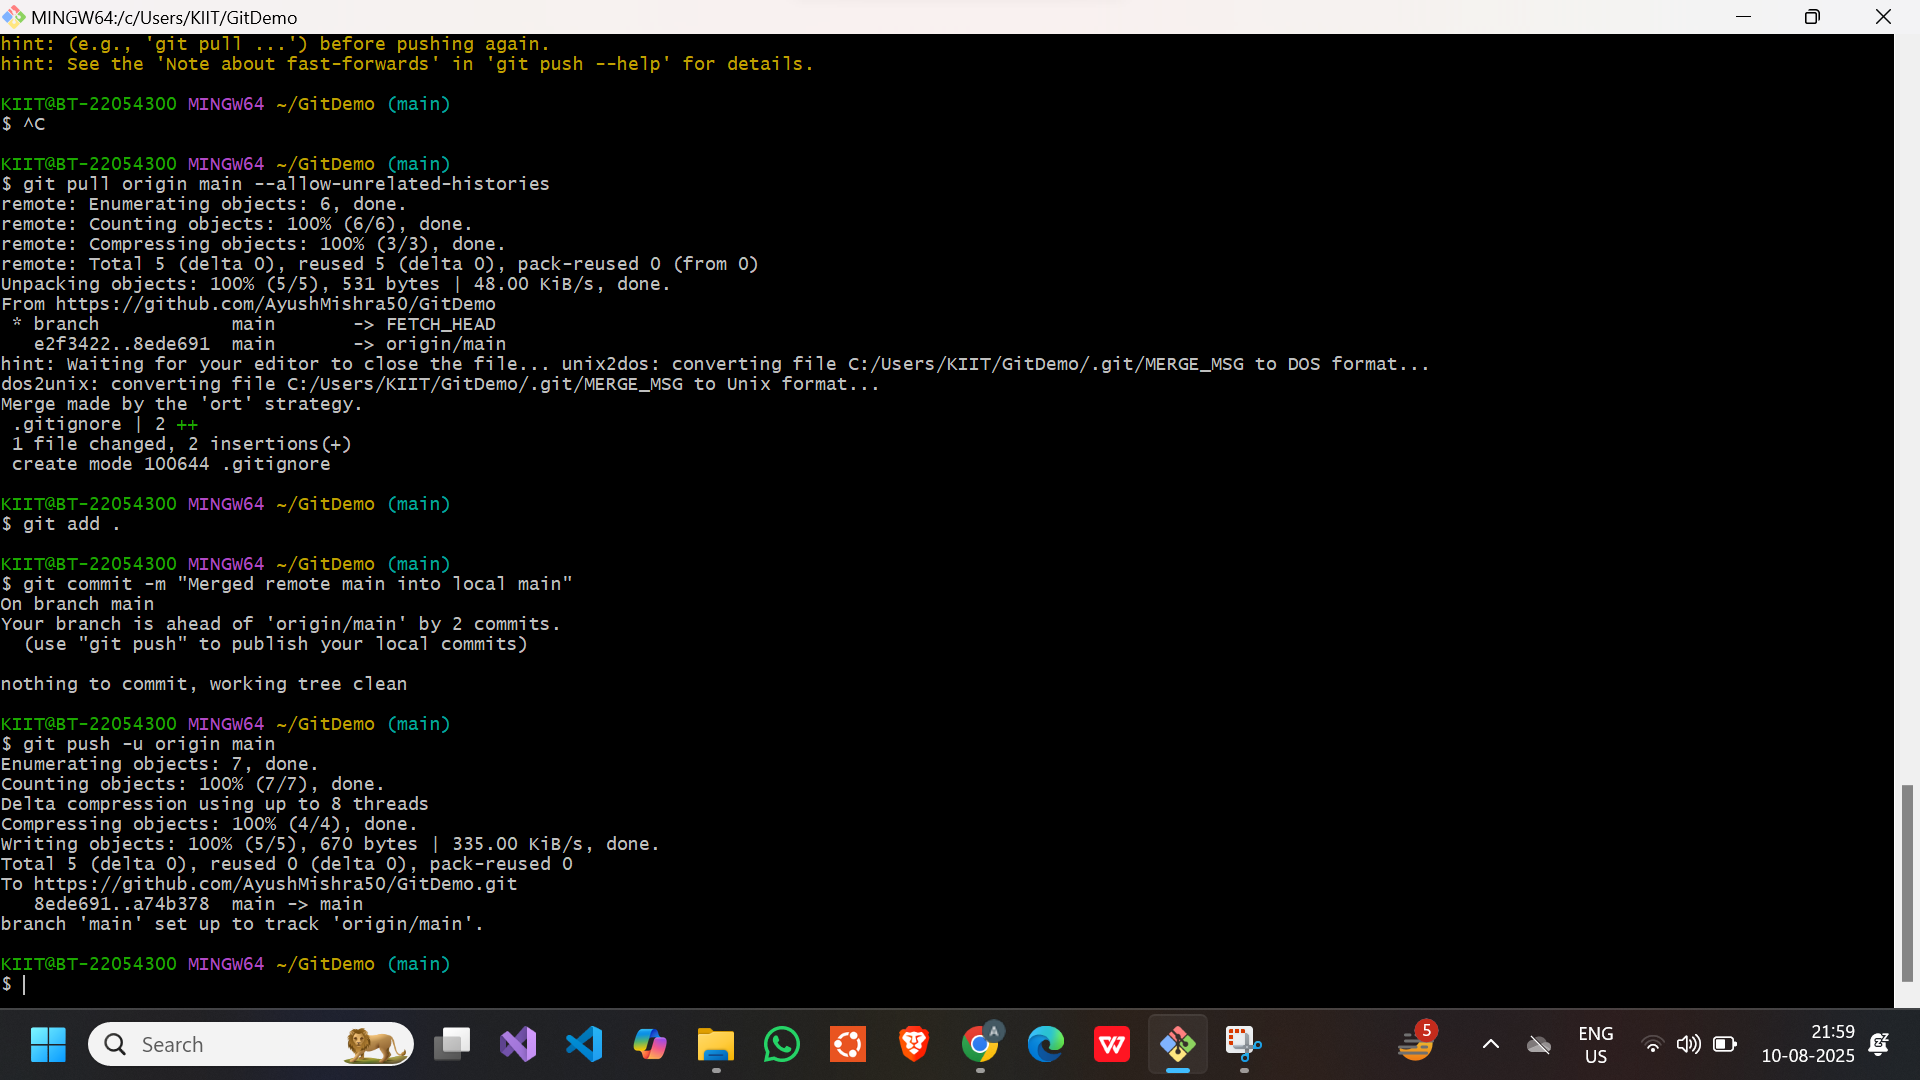 MINGW64:/c/Users/KIIT/GitDemo
hint: (e.g., 'git pull ...') before pushing again.
hint: See the 'Note about fast-forwards' in 'git push --help' for details.
KIIT@BT-22054300 MINGW64 ~/GitDemo (main)
$ ^C
KIIT@BT-22054300 MINGW64 ~/GitDemo (main)
$ git pull origin main --allow-unrelated-histories
remote: Enumerating objects: 6, done.
remote: Counting objects: 100% (6/6), done.
remote: Compressing objects: 100% (3/3), done.
remote: Total 5 (delta 0), reused 5 (delta 0), pack-reused 0 (from 0)
Unpacking objects: 100% (5/5), 531 bytes | 48.00 KiB/s, done.
From https://github.com/AyushMishra50/GitDemo
 * branch            main       -> FETCH_HEAD
   e2f3422..8ede691  main       -> origin/main
hint: Waiting for your editor to close the file... unix2dos: converting file C:/Users/KIIT/GitDemo/.git/MERGE_MSG to DOS format...
dos2unix: converting file C:/Users/KIIT/GitDemo/.git/MERGE_MSG to Unix format...
Merge made by the 'ort' strategy.
 .gitignore | 2 ++
 1 file changed, 2 insertions(+)
 create mode 100644 .gitignore
KIIT@BT-22054300 MINGW64 ~/GitDemo (main)
$ git add .
KIIT@BT-22054300 MINGW64 ~/GitDemo (main)
$ git commit -m "Merged remote main into local main"
On branch main
Your branch is ahead of 'origin/main' by 2 commits.
  (use "git push" to publish your local commits)
nothing to commit, working tree clean
KIIT@BT-22054300 MINGW64 ~/GitDemo (main)
$ git push -u origin main
Enumerating objects: 7, done.
Counting objects: 100% (7/7), done.
Delta compression using up to 8 threads
Compressing objects: 100% (4/4), done.
Writing objects: 100% (5/5), 670 bytes | 335.00 KiB/s, done.
Total 5 (delta 0), reused 0 (delta 0), pack-reused 0
To https://github.com/AyushMishra50/GitDemo.git
   8ede691..a74b378  main -> main
branch 'main' set up to track 'origin/main'.
KIIT@BT-22054300 MINGW64 ~/GitDemo (main)
$
Search
A
W
5
ENG
US
21:59
10-08-2025